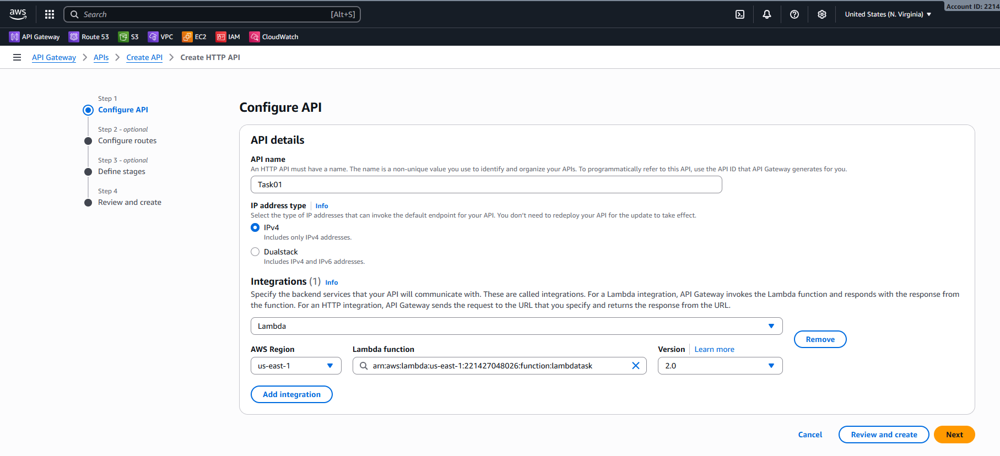 Account ID: 2214
aws
Search [Alt+S]
United States (N. Virginia)
API Gateway Route 53 S3 VPC EC2 IAM CloudWatch
API Gateway > APIs > Create API > Create HTTP API
Step 1
Configure API
Step 2 - optional
Configure routes
Step 3 - optional
Define stages
Step 4
Review and create
Configure API
API details
API name
An HTTP API must have a name. The name is a non-unique value you use to identify and organize your APIs. To programmatically refer to this API, use the API ID that API Gateway generates for you.
Task01
IP address type Info
Select the type of IP addresses that can invoke the default endpoint for your API. You don’t need to redeploy your API for the update to take effect.
IPv4
Includes only IPv4 addresses.
Dualstack
Includes IPv4 and IPv6 addresses.
Integrations (1) Info
Specify the backend services that your API will communicate with. These are called integrations. For a Lambda integration, API Gateway invokes the Lambda function and responds with the response from
the function. For an HTTP integration, API Gateway sends the request to the URL that you specify and returns the response from the URL.
Lambda
Remove
AWS Region Lambda function Version Learn more
us-east-1 arn:aws:lambda:us-east-1:221427048026:function:lambdatask 2.0
Add integration
Cancel Review and create Next